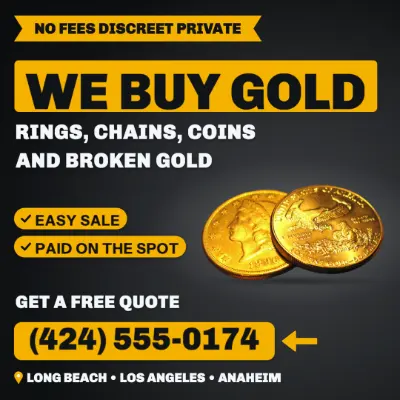 NO FEES DISCREET PRIVATE
WE BUY GOLD
RINGS, CHAINS, COINS
AND BROKEN GOLD
EASY SALE
PAID ON THE SPOT
GET A FREE QUOTE
(424) 555-0174
LONG BEACH • LOS ANGELES • ANAHEIM